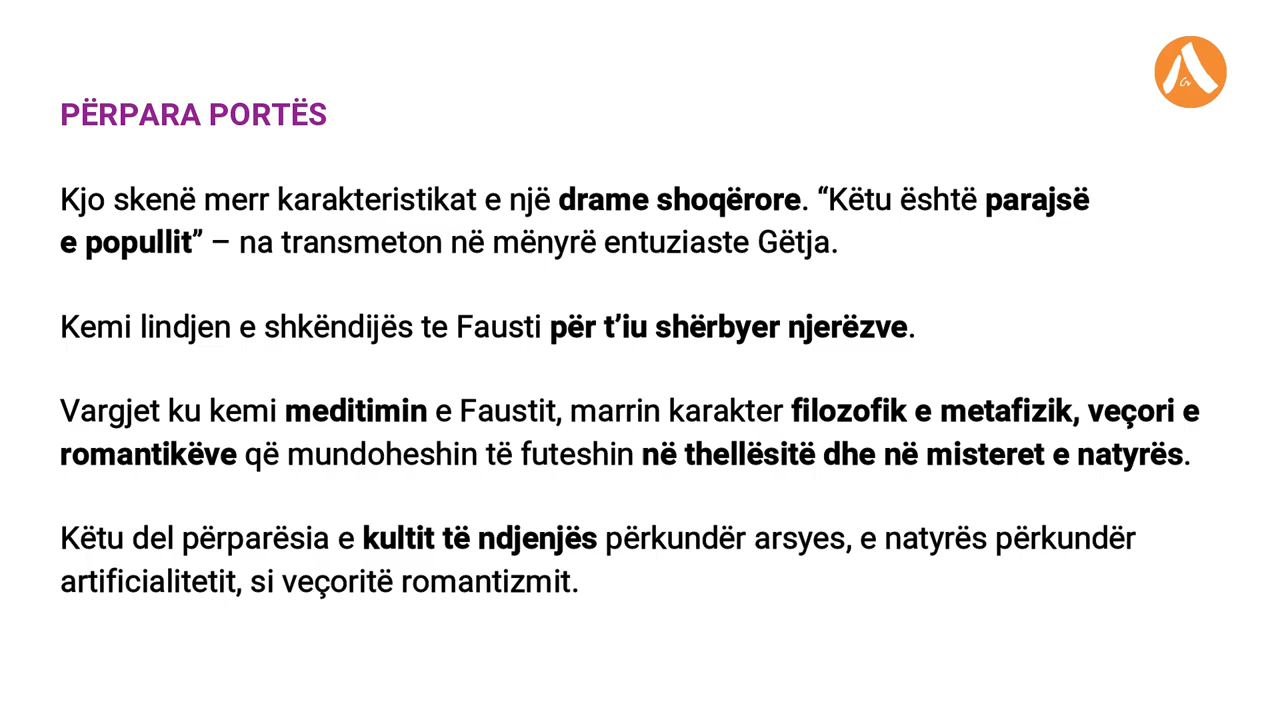 PËRPARA PORTËS
Kjo skenë merr karakteristikat e një drame shoqërore. “Këtu është parajsë
e popullit” – na transmeton në mënyrë entuziaste Gëtja.
Kemi lindjen e shkëndijës te Fausti për t’iu shërbyer njerëzve.
Vargjet ku kemi meditimin e Faustit, marrin karakter filozofik e metafizik, veçori e
romantikëve që mundoheshin të futeshin në thellësitë dhe në misteret e natyrës.
Këtu del përparësia e kultit të ndjenjës përkundër arsyes, e natyrës përkundër
artificialitetit, si veçoritë romantizmit.